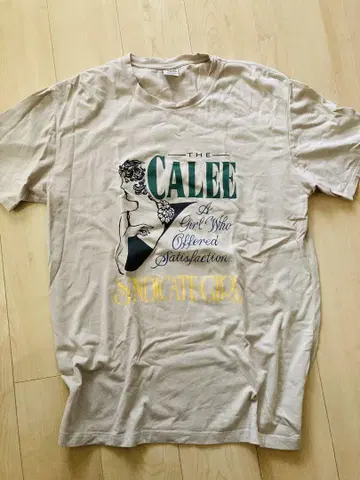 THE
CALEE
A
Girl Who
Offered
Satisfaction
SYNDICATE GIRL